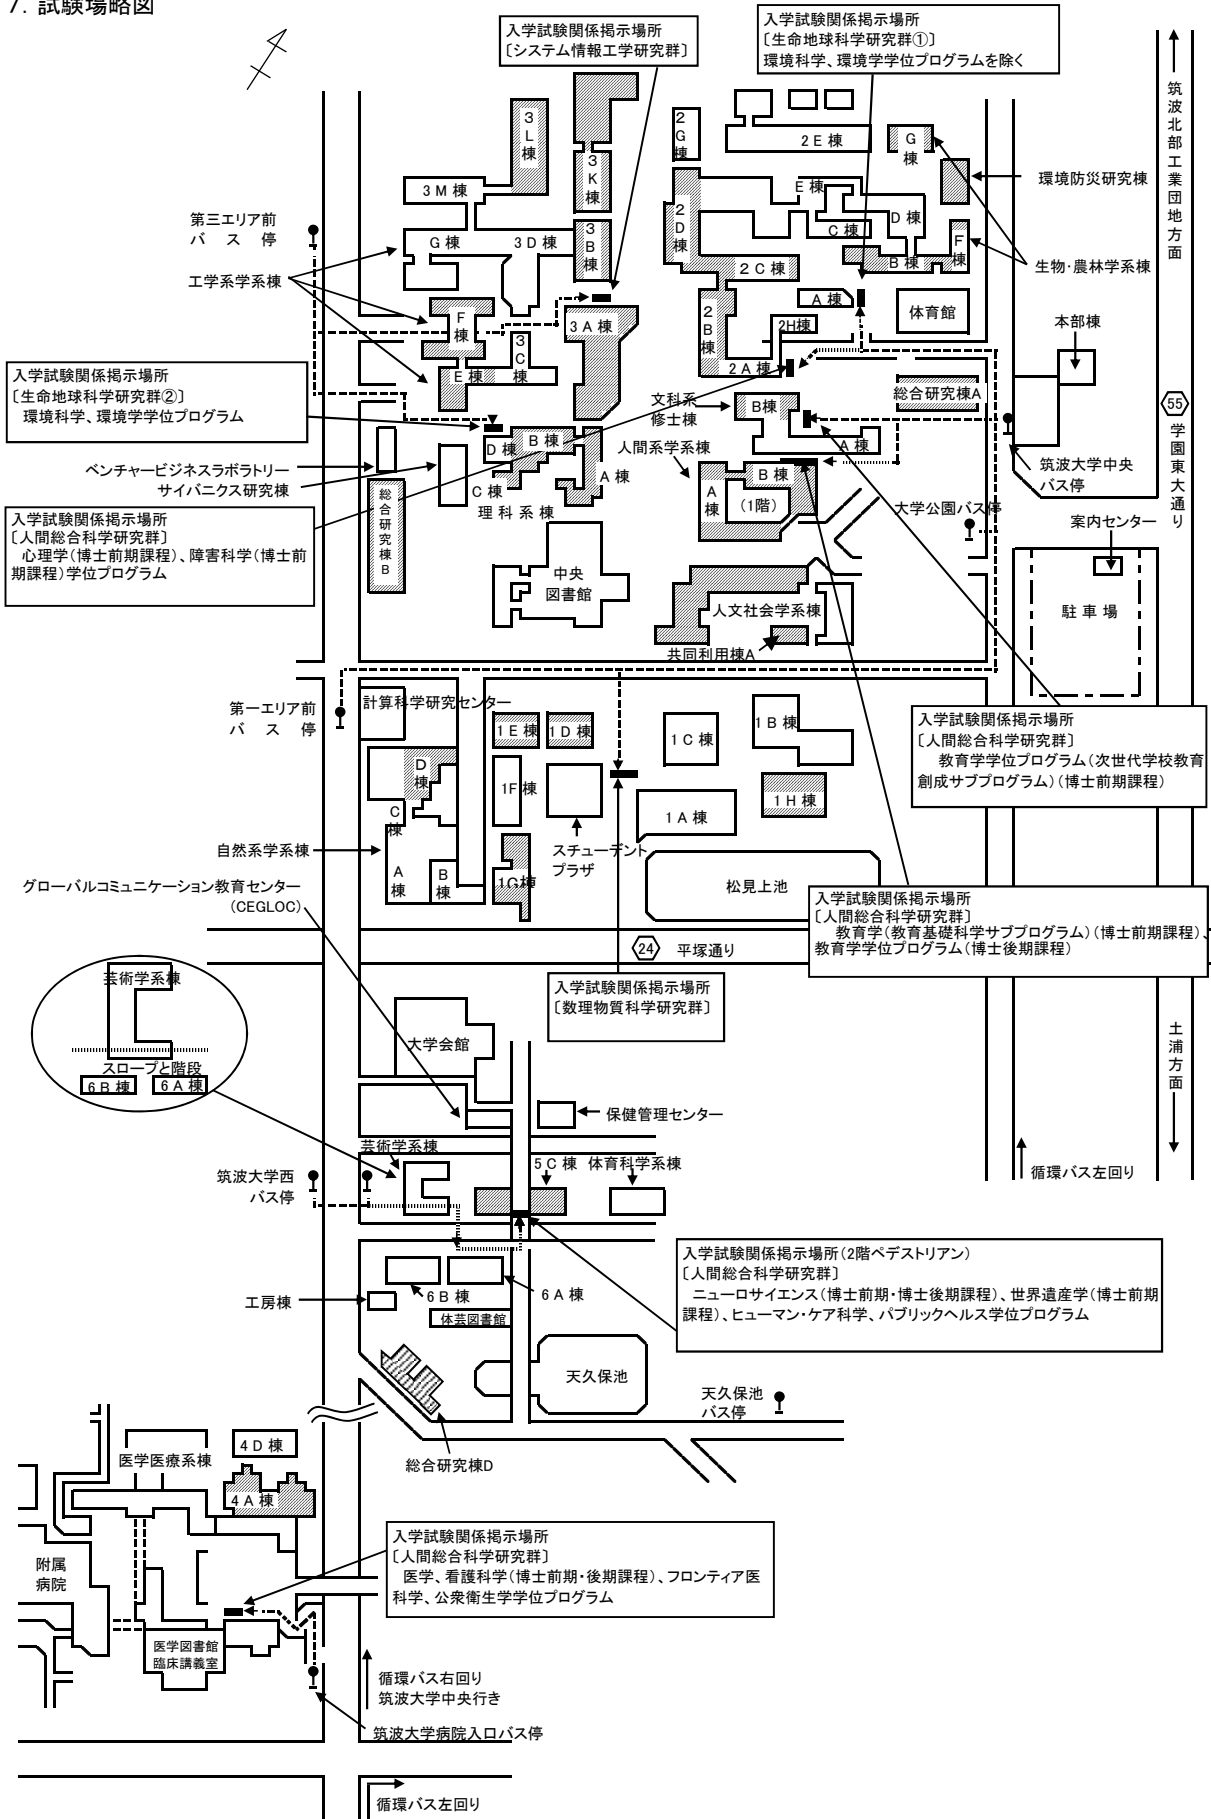 7. 試験場略図
入学試験関係掲示場所
〔システム情報工学研究群〕
入学試験関係掲示場所
〔生命地球科学研究群①〕
環境科学、環境学学位プログラムを除く
筑波北部工業団地方面
3L棟
3K棟
3M棟
2G棟
2E棟
G棟
環境防災研究棟
E棟
D棟
C棟
F棟
B棟
生物・農林学系棟
第三エリア前
バス停
G棟
3D棟
3B棟
2D棟
2C棟
工学系学系棟
A棟
体育館
本部棟
F棟
3A棟
2B棟
2H棟
3C棟
E棟
2A棟
入学試験関係掲示場所
[生命地球科学研究群②]
環境科学、環境学学位プログラム
文科系
修士棟
B棟
総合研究棟A
55
学園東大通り
A棟
筑波大学中央
バス停
ベンチャービジネスラボラトリー
サイバニクス研究棟
D棟
B棟
A棟
C棟
理科系棟
人間系学系棟
A棟
B棟
(1階)
大学公園バス停
案内センター
総合研究棟B
入学試験関係掲示場所
[人間総合科学研究群]
心理学(博士前期課程)、障害科学(博士前
期課程)学位プログラム
中央
図書館
人文社会学系棟
共同利用棟A
駐車場
第一エリア前
バス停
計算科学研究センター
1E棟
1D棟
1C棟
1B棟
入学試験関係掲示場所
〔人間総合科学研究群〕
教育学学位プログラム(次世代学校教育
創成サブプログラム)(博士前期課程)
D棟
C棟
1F棟
1H棟
1A棟
自然系学系棟
A棟
B棟
1G棟
スチューデント
プラザ
松見上池
グローバルコミュニケーション教育センター
(CEGLOC)
入学試験関係掲示場所
〔人間総合科学研究群〕
教育学(教育基礎科学サブプログラム)(博士前期課程)、
教育学学位プログラム(博士後期課程)
24
平塚通り
入学試験関係掲示場所
〔数理物質科学研究群〕
芸術学系棟
スロープと階段
6B棟
6A棟
大学会館
土浦方面
保健管理センター
芸術学系棟
筑波大学西
バス停
5C棟
体育科学系棟
循環バス左回り
入学試験関係掲示場所(2階ペデストリアン)
〔人間総合科学研究群〕
ニューロサイエンス(博士前期・博士後期課程)、世界遺産学(博士前期
課程)、ヒューマン・ケア科学、パブリックヘルス学位プログラム
工房棟
6B棟
6A棟
体芸図書館
天久保池
天久保池
バス停
総合研究棟D
医学医療系棟
4D棟
4A棟
附属
病院
入学試験関係掲示場所
〔人間総合科学研究群〕
医学、看護科学(博士前期・後期課程)、フロンティア医
科学、公衆衛生学学位プログラム
医学図書館
臨床講義室
循環バス右回り
筑波大学中央行き
筑波大学病院入口バス停
循環バス左回り